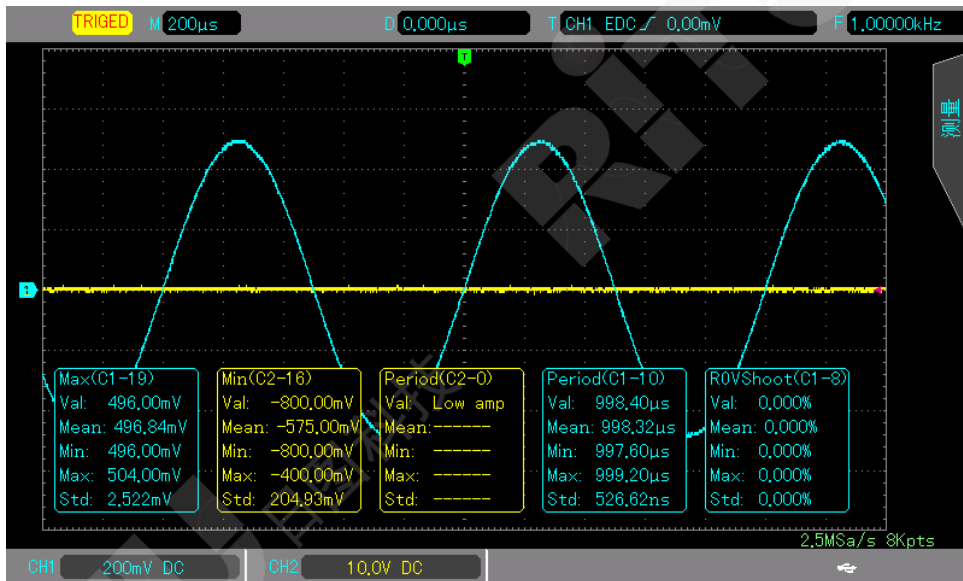 TRIGED M 200µs D 0.000µs T CH1 EDC 0.00mV F 1.00000kHz
T
测量
1
Max(C1-19)
Val: 496.00mV
Mean: 496.84mV
Min: 496.00mV
Max: 504.00mV
Std: 2.522mV
Min(C2-16)
Val: -800.00mV
Mean: -575.00mV
Min: -800.00mV
Max: -400.00mV
Std: 204.93mV
Period(C2-0)
Val: Low amp
Mean:------
Min: ------
Max: ------
Std: ------
Period(C1-10)
Val: 998.40µs
Mean: 998.32µs
Min: 997.60µs
Max: 999.20µs
Std: 526.62ns
ROVShoot(C1-8)
Val: 0.000%
Mean: 0.000%
Min: 0.000%
Max: 0.000%
Std: 0.000%
2.5MSa/s 8Kpts
CH1 200mV DC CH2 10.0V DC